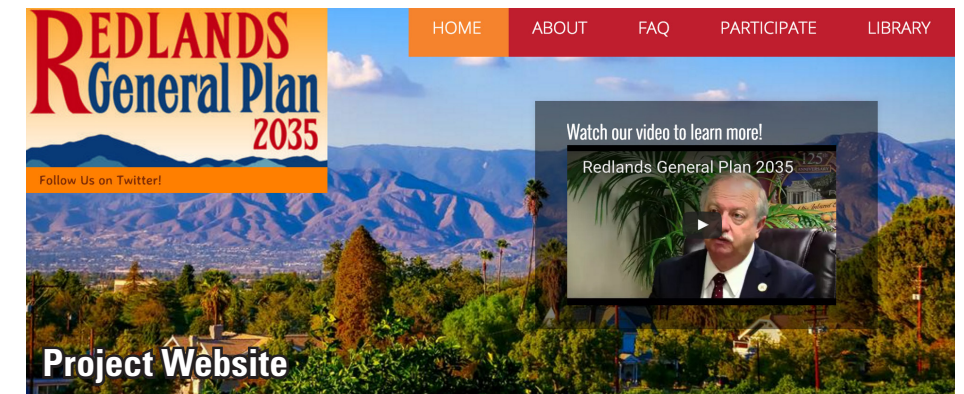 REDLANDS
General Plan
2035
Follow Us on Twitter!
HOME ABOUT FAQ PARTICIPATE LIBRARY
Watch our video to learn more!
Redlands General Plan 2035
125TH
Project Website